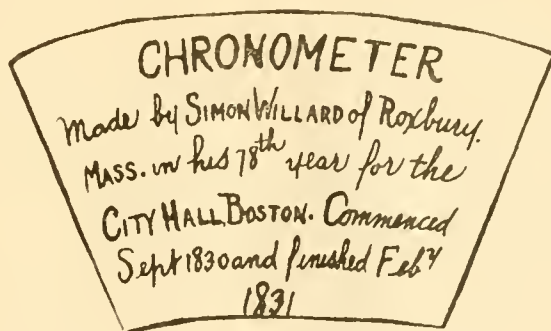 CHRONOMETER
Made by SIMON WILLARD of Roxbury.
MASS. in his 78th year for the
CITY HALL, BOSTON. Commenced
Sept 1830 and finished Feby
1831